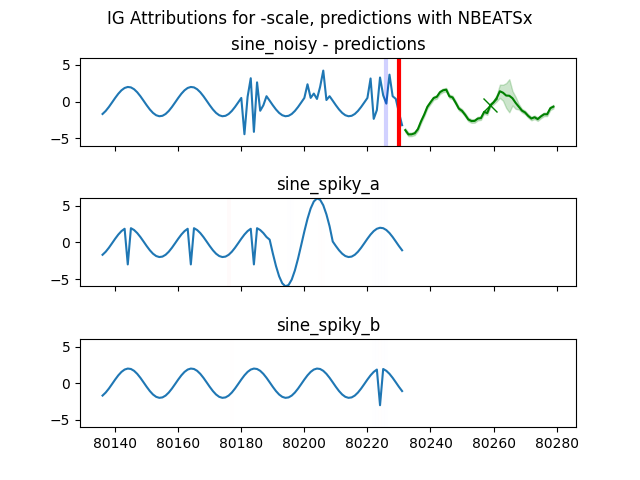 IG Attributions for -scale, predictions with NBEATSx
sine_noisy - predictions
5
0
−5
sine_spiky_a
5
0
−5
sine_spiky_b
5
0
−5
80140 80160 80180 80200 80220 80240 80260 80280